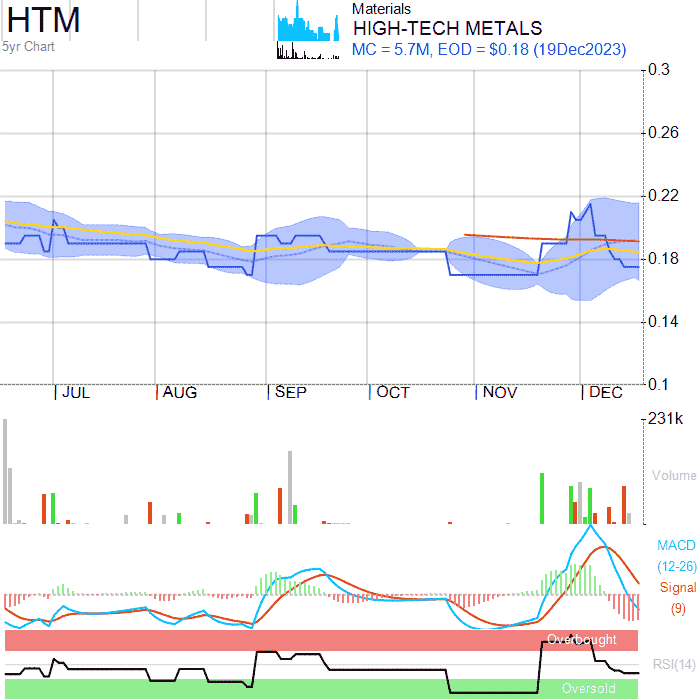 HTM
5yr Chart
Materials
HIGH-TECH METALS
MC = 5.7M, EOD = $0.18 (19Dec2023)
0.3
0.26
0.22
0.18
0.14
0.1
JUL AUG SEP OCT NOV DEC
231k
Volume
MACD
(12-26)
Signal
(9)
Overbought
RSI(14)
Oversold